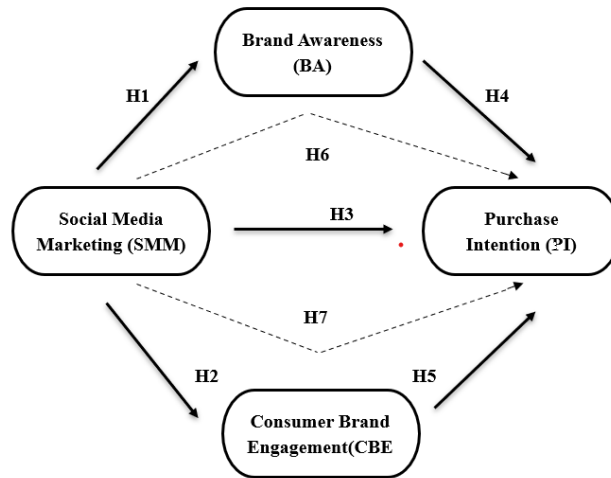 Brand Awareness
(BA)
H1
H4
H6
Social Media
Marketing (SMM)
H3
Purchase
Intention (PI)
H7
H2
H5
Consumer Brand
Engagement(CBE